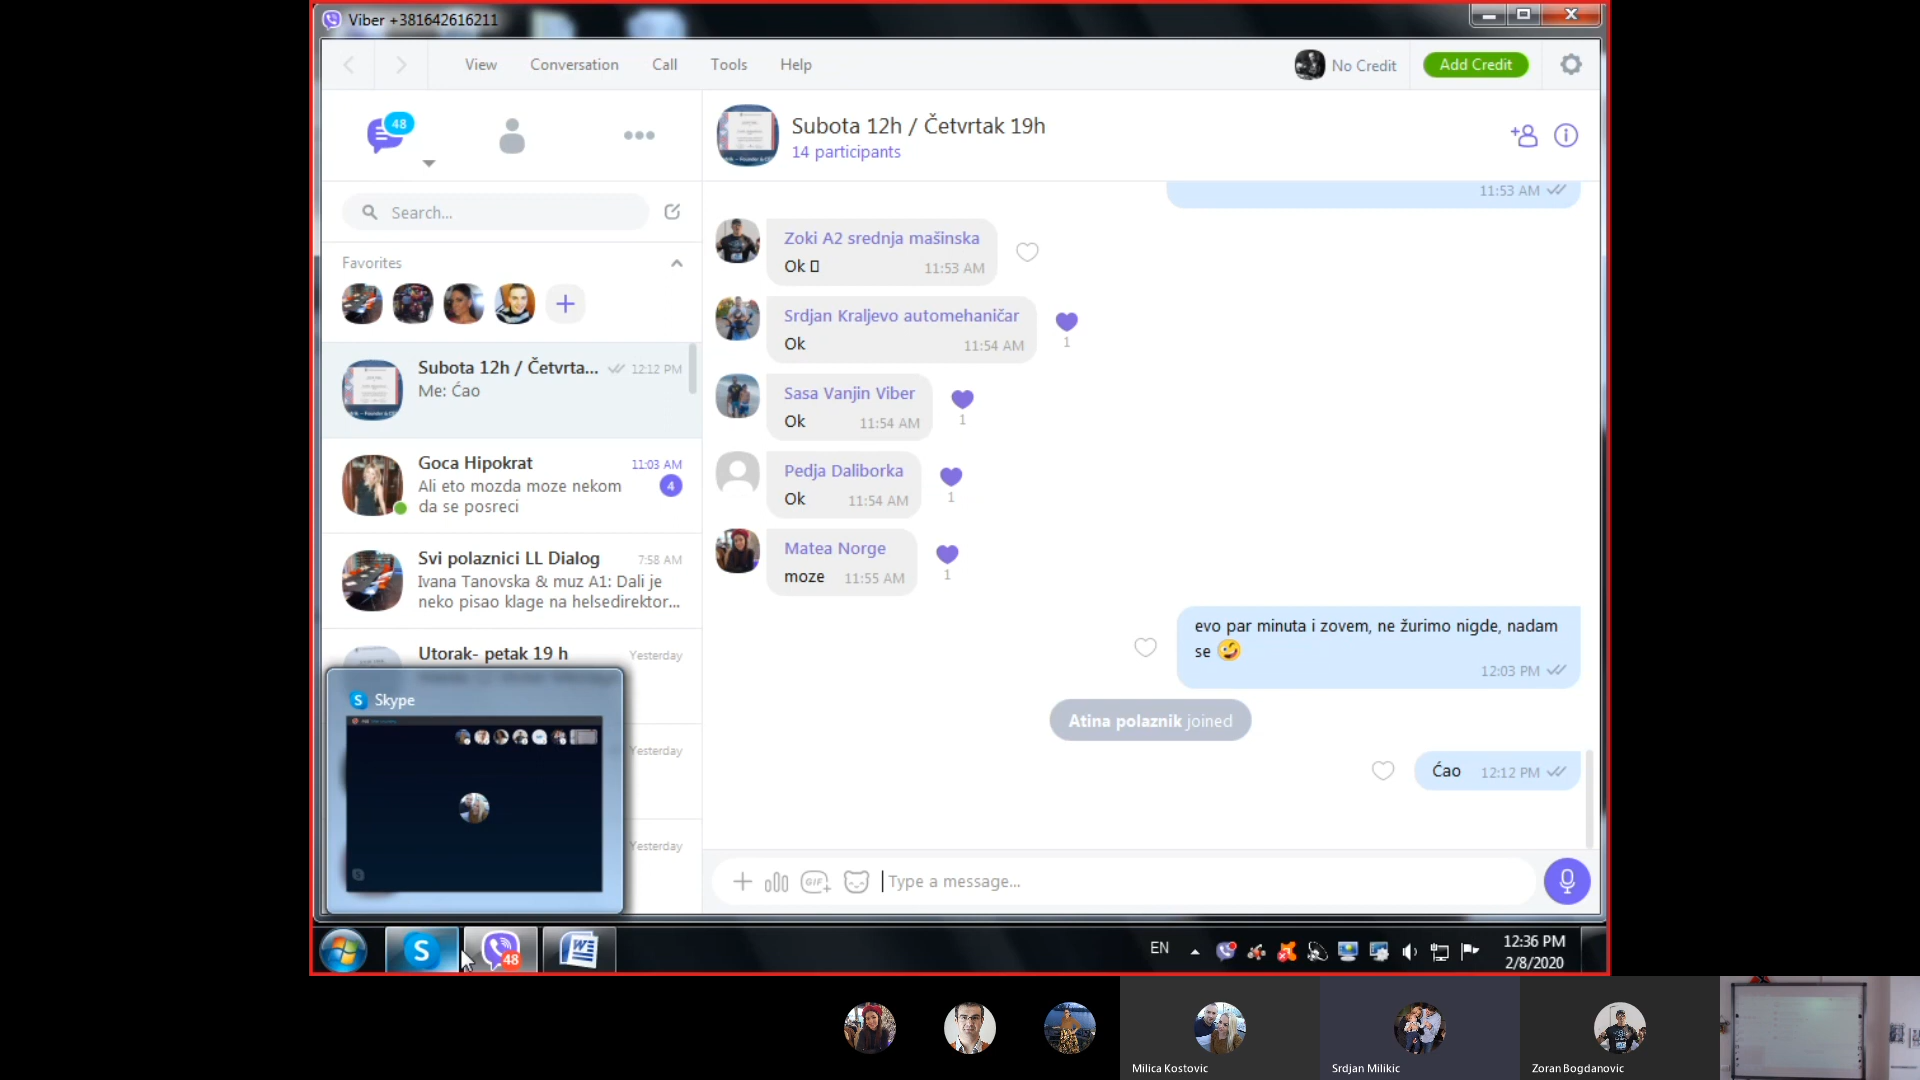 Viber +381642616211
View Conversation Call Tools Help
No Credit
Add Credit
48
Subota 12h / Četvrtak 19h
14 participants
Search...
Favorites
Subota 12h / Četvrta... 12:12 PM
Me: Ćao
Goca Hipokrat 11:03 AM
Ali eto mozda moze nekom 4
da se posreci
Svi polaznici LL Dialog 7:58 AM
Ivana Tanovska & muz A1: Dali je
neko pisao klage na helsedirektor...
Utorak- petak 19 h Yesterday
Yesterday
Yesterday
Skype
11:53 AM
Zoki A2 srednja mašinska
Ok 11:53 AM
Srdjan Kraljevo automehaničar
Ok 11:54 AM
1
Sasa Vanjin Viber
Ok 11:54 AM
1
Pedja Daliborka
Ok 11:54 AM
1
Matea Norge
moze 11:55 AM
1
evo par minuta i zovem, ne žurimo nigde, nadam
se 🤪
12:03 PM
Atina polaznik joined
Ćao 12:12 PM
GIF
Type a message...
48
EN
12:36 PM
2/8/2020
Milica Kostovic
Srdjan Milikic
Zoran Bogdanovic